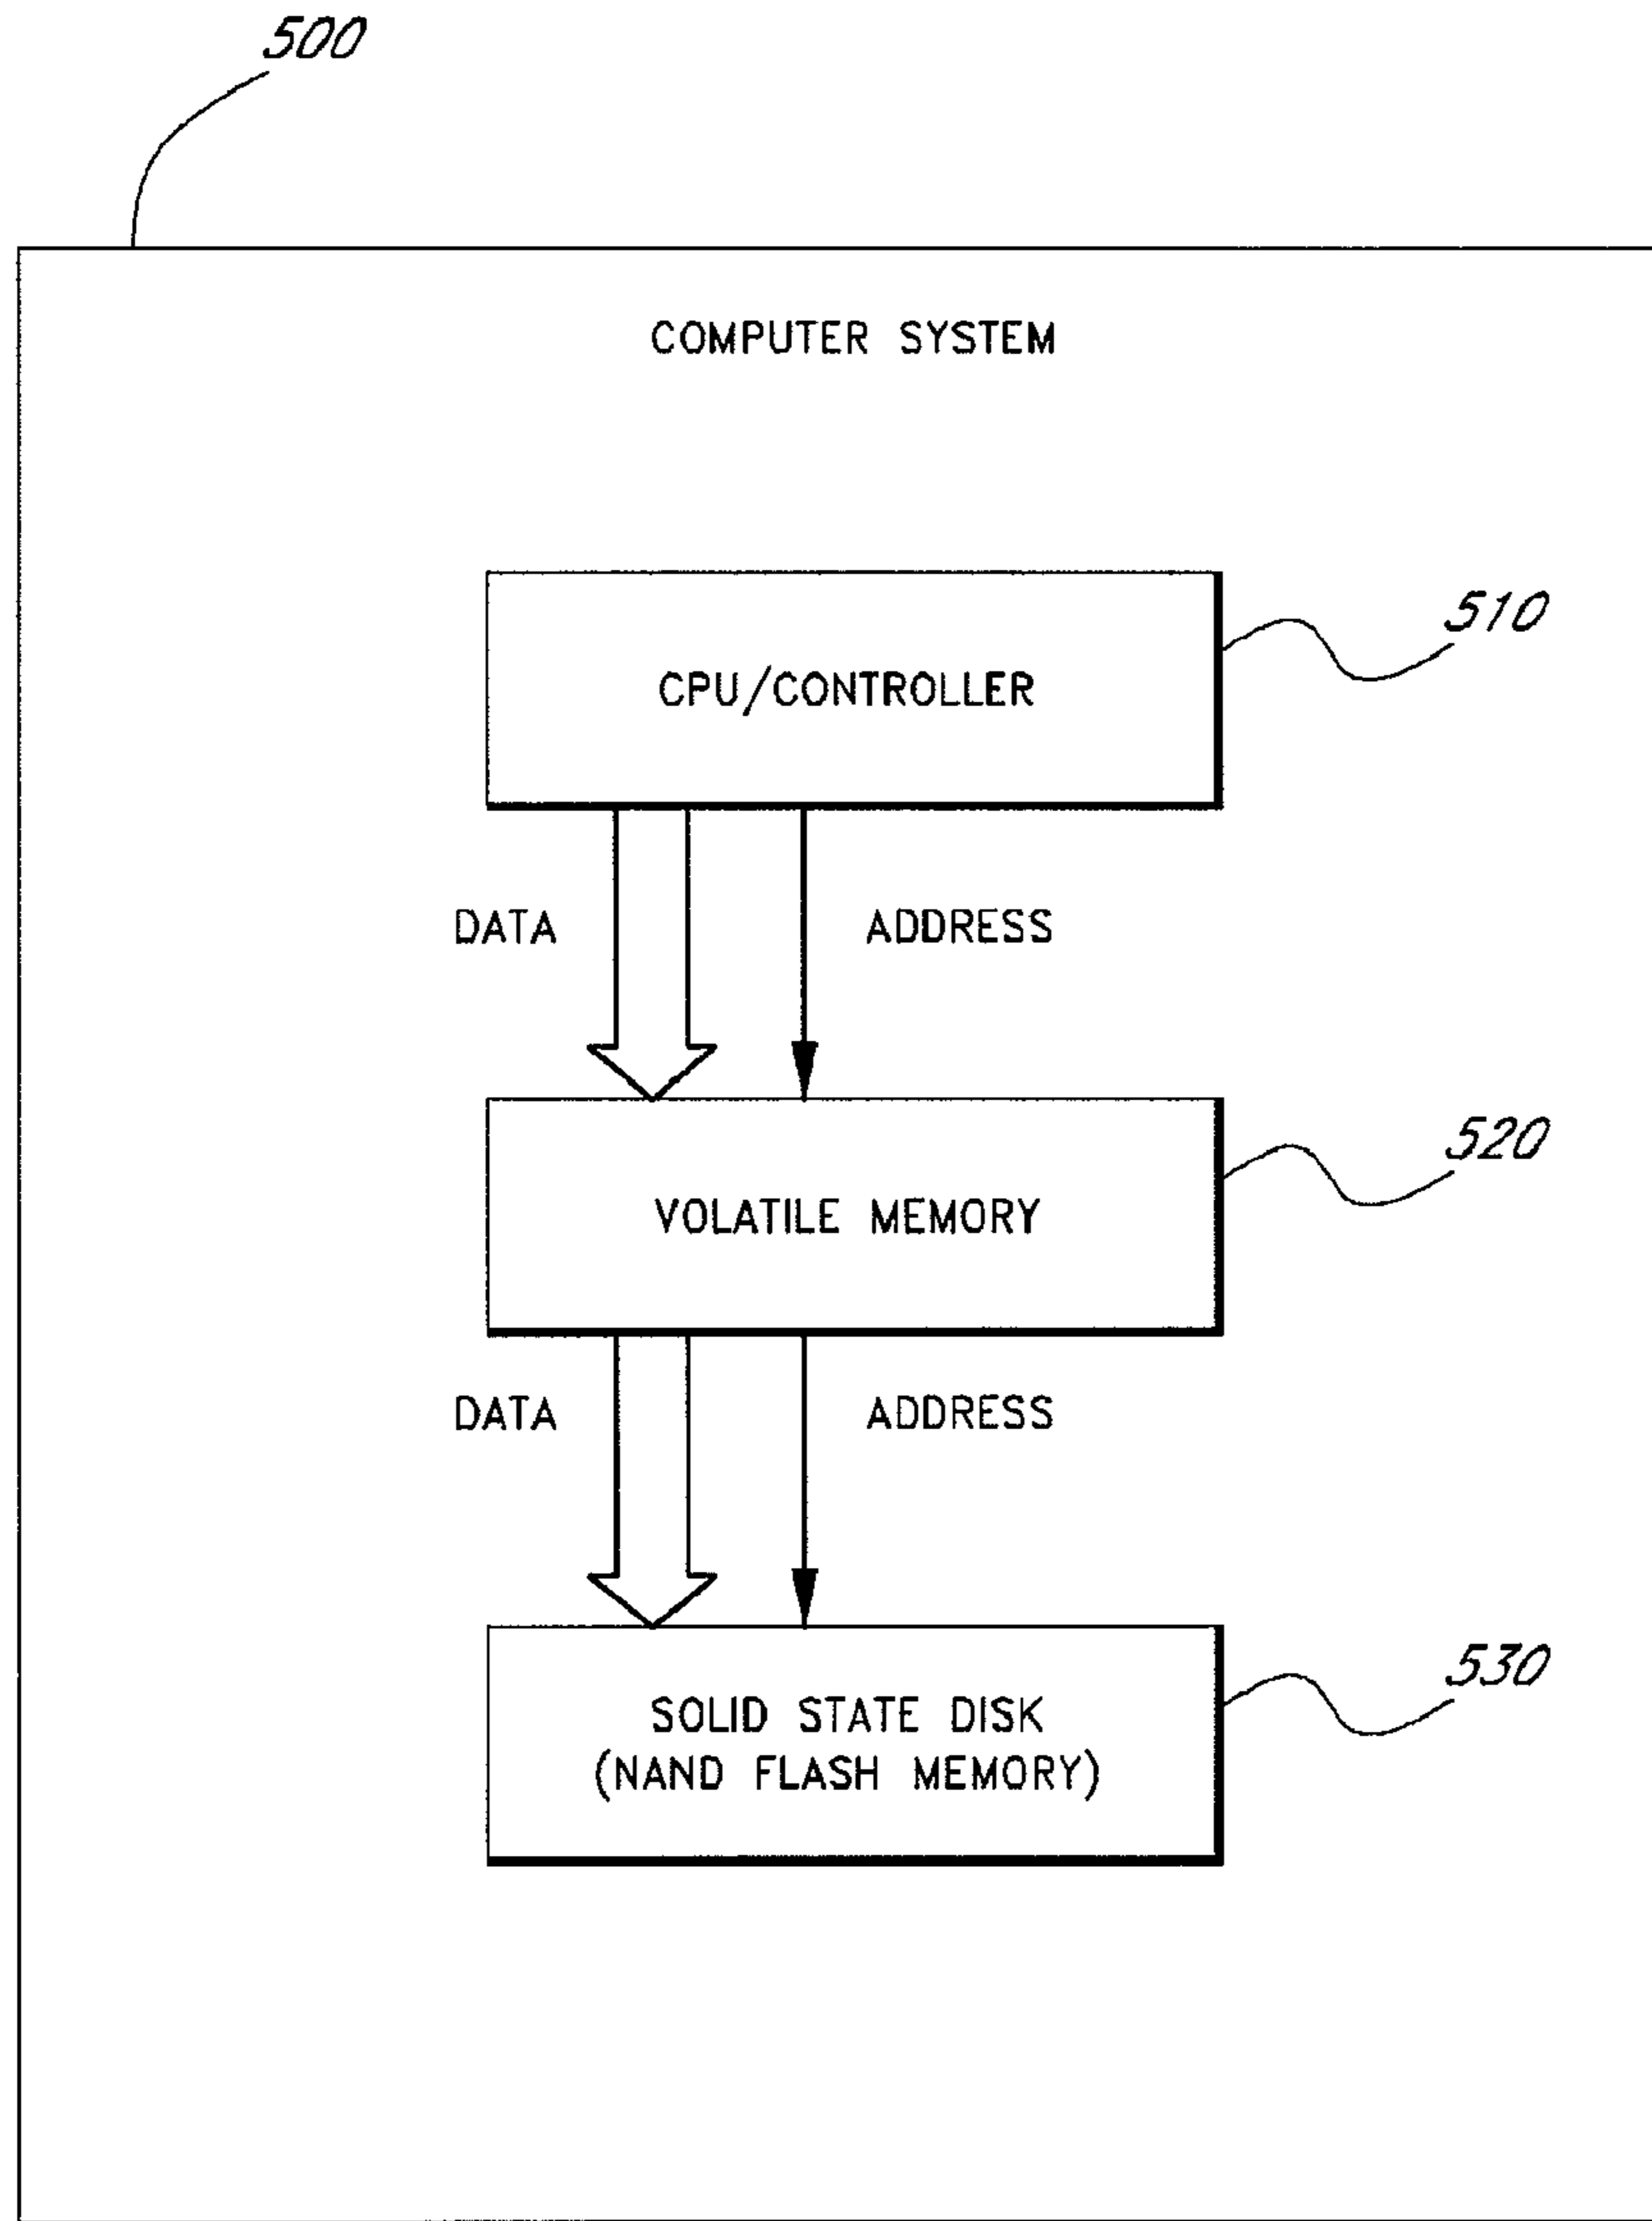 500
COMPUTER SYSTEM
CPU/CONTROLLER
510
DATA
ADDRESS
VOLATILE MEMORY
520
DATA
ADDRESS
SOLID STATE DISK
(NAND FLASH MEMORY)
530